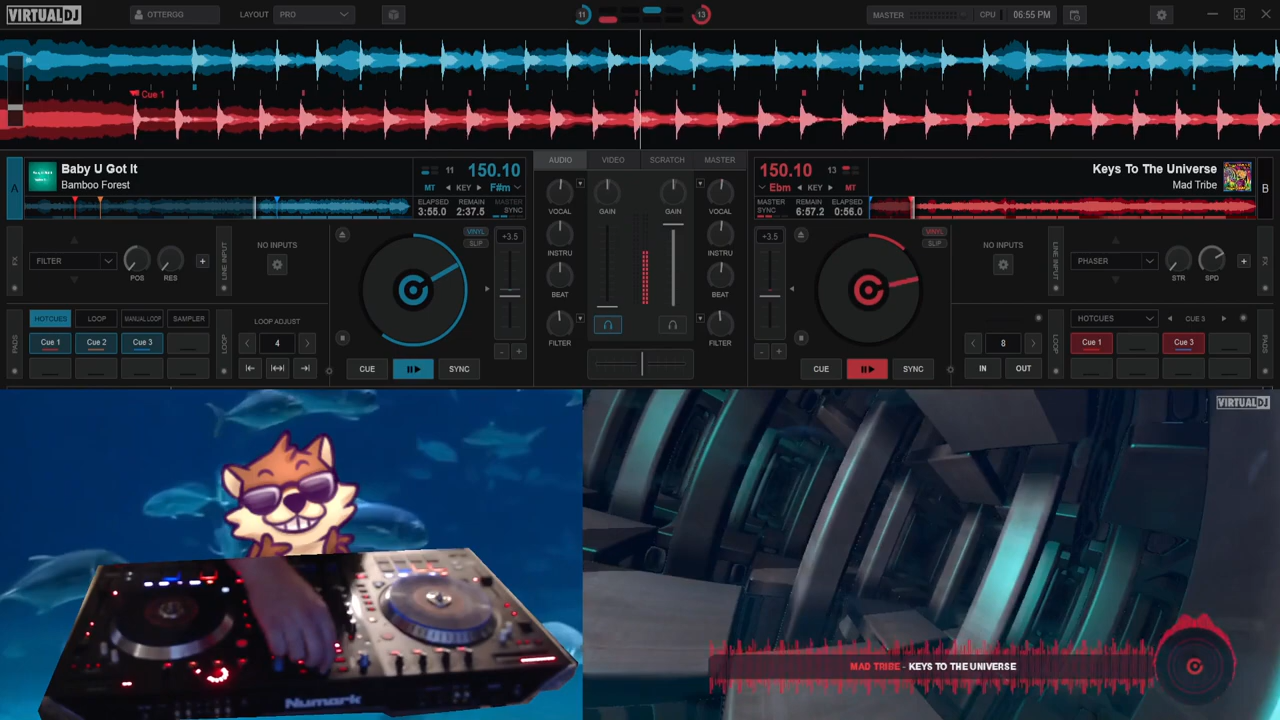 VIRTUALDJ
OTTERGG
LAYOUT PRO
11
13
MASTER CPU 06:55 PM
Cue 1
A
Baby U Got It
Bamboo Forest
11 150.10
MT KEY F#m
ELAPSED REMAIN MASTER SYNC
3:55.0 2:37.5
AUDIO VIDEO SCRATCH MASTER
150.10 13
Ebm KEY MT
MASTER SYNC ELAPSED REMAIN
6:57.2 0:56.0
Keys To The Universe
Mad Tribe
B
VOCAL GAIN GAIN VOCAL
INSTRU INSTRU
BEAT BEAT
FILTER FILTER
FX
FILTER
POS RES
+
LINE INPUT
NO INPUTS
VINYL
SLIP
+3.5
- +
HOTCUES LOOP MANUAL LOOP SAMPLER
PADS
Cue 1 Cue 2 Cue 3
LOOP
LOOP ADJUST
4
CUE SYNC
+3.5
- +
VINYL
SLIP
NO INPUTS
LINE INPUT
PHASER
STR SPD
+
FX
CUE SYNC
8
IN OUT
LOOP
HOTCUES CUE 3
Cue 1 Cue 3
PADS
Numark
VIRTUALDJ
MAD TRIBE - KEYS TO THE UNIVERSE